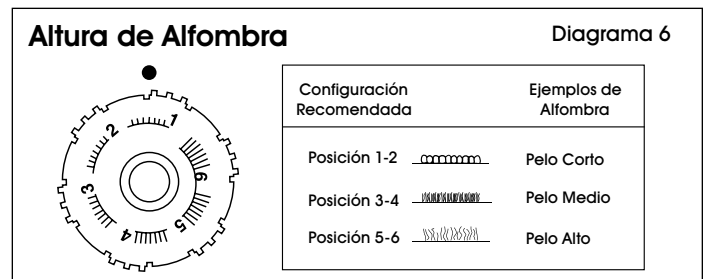 Altura de Alfombra
Diagrama 6
1
2
3
4
5
6
Configuración
Recomendada
Ejemplos de
Alfombra
Posición 1-2 Pelo Corto
Posición 3-4 Pelo Medio
Posición 5-6 Pelo Alto